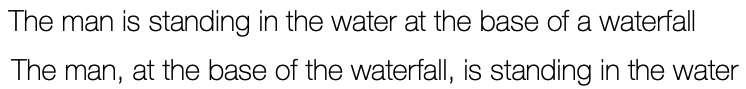 The man is standing in the water at the base of a waterfall
The man, at the base of the waterfall, is standing in the water